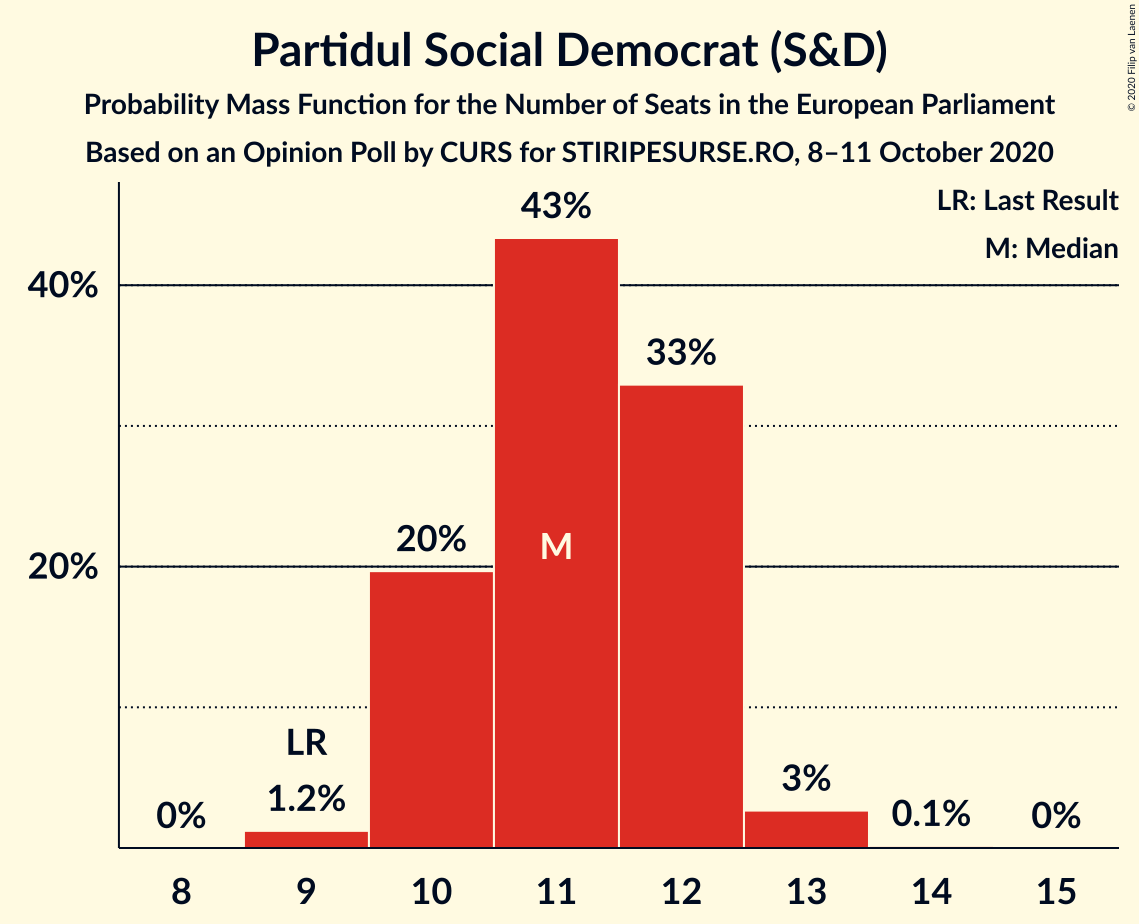 Partidul Social Democrat (S&D)
Probability Mass Function for the Number of Seats in the European Parliament
Based on an Opinion Poll by CURS for STIRIPESURSE.RO, 8–11 October 2020
© 2020 Filip van Laenen
LR: Last Result
M: Median
43%
40%
33%
20%
M
20%
LR
1.2%
0%
3%
0.1%
0%
8 9 10 11 12 13 14 15